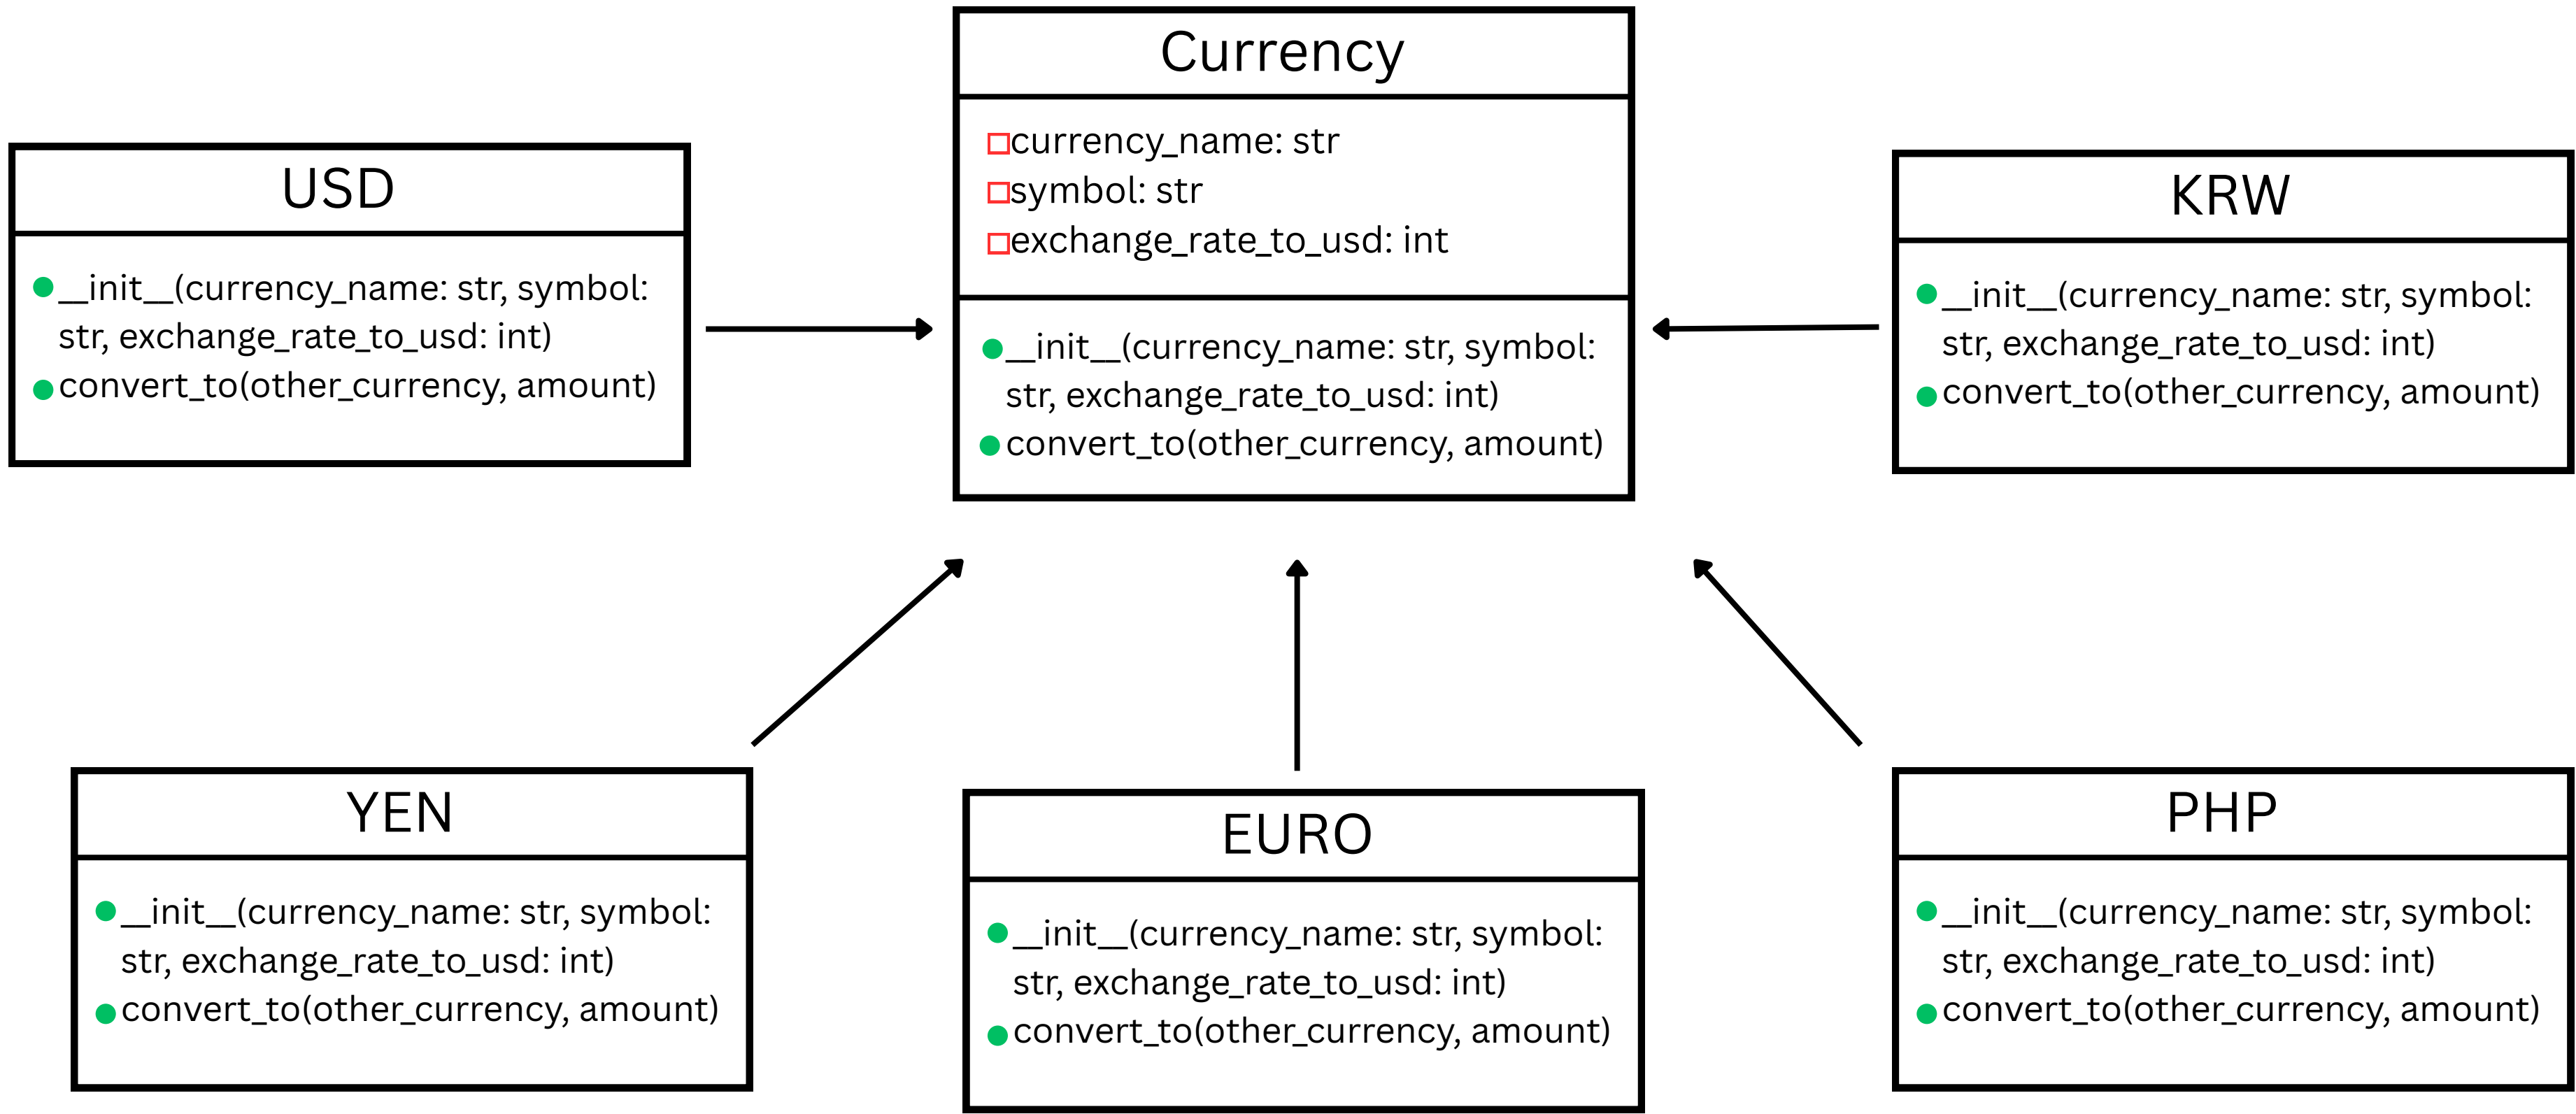 Currency
currency_name: str
symbol: str
exchange_rate_to_usd: int
__init__(currency_name: str, symbol:
str, exchange_rate_to_usd: int)
convert_to(other_currency, amount)
USD
__init__(currency_name: str, symbol:
str, exchange_rate_to_usd: int)
convert_to(other_currency, amount)
KRW
__init__(currency_name: str, symbol:
str, exchange_rate_to_usd: int)
convert_to(other_currency, amount)
YEN
__init__(currency_name: str, symbol:
str, exchange_rate_to_usd: int)
convert_to(other_currency, amount)
EURO
__init__(currency_name: str, symbol:
str, exchange_rate_to_usd: int)
convert_to(other_currency, amount)
PHP
__init__(currency_name: str, symbol:
str, exchange_rate_to_usd: int)
convert_to(other_currency, amount)